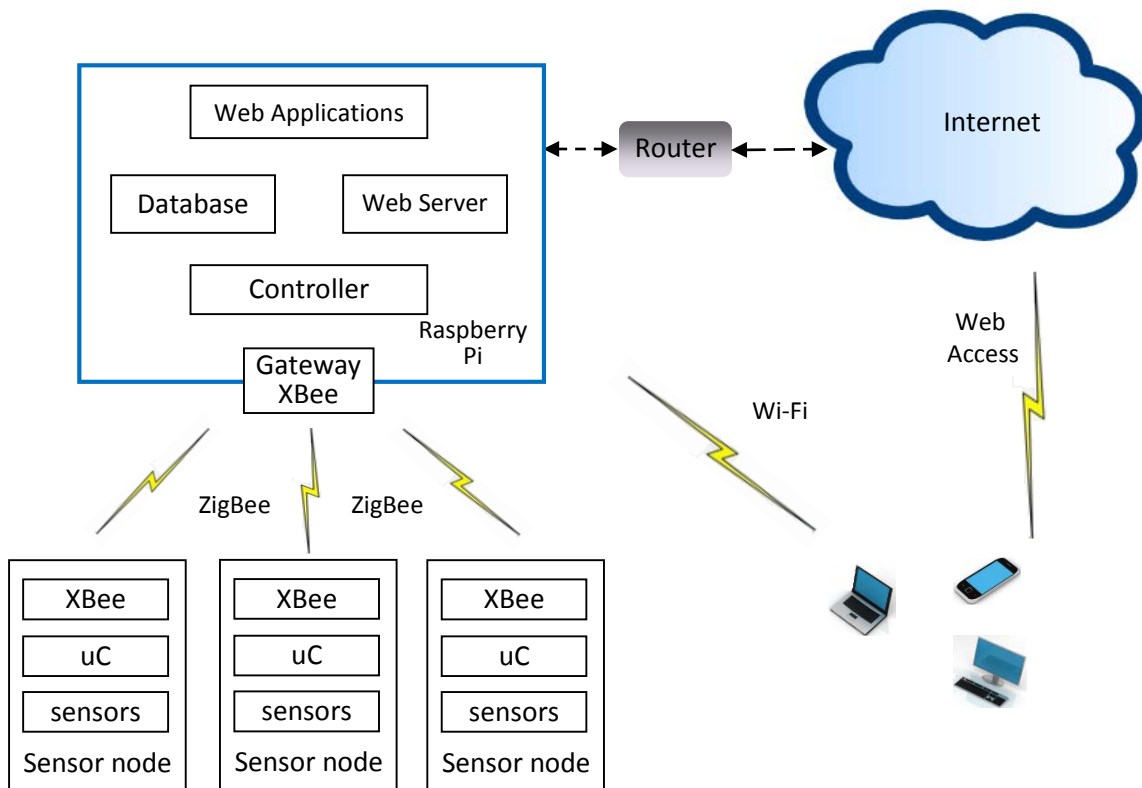 Web Applications
Database
Web Server
Controller
Raspberry
Pi
Gateway
XBee
Router
Internet
Web
Access
Wi-Fi
ZigBee
ZigBee
XBee
uC
sensors
Sensor node
XBee
uC
sensors
Sensor node
XBee
uC
sensors
Sensor node